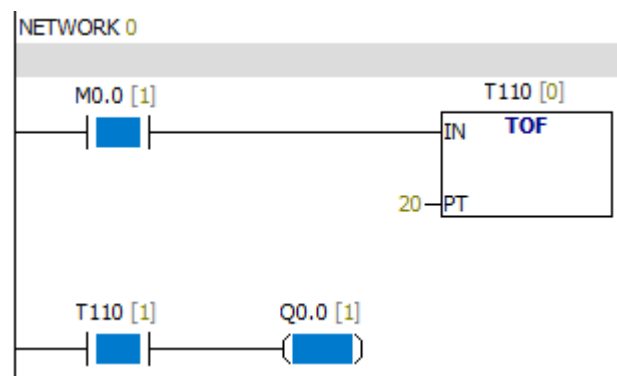 NETWORK 0
M0.0 [1]
T110 [0]
IN TOF
20 PT
T110 [1] Q0.0 [1]